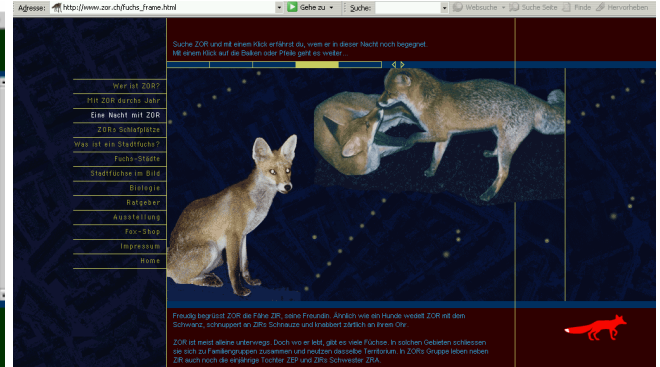 Adresse: http://www.zor.ch/fuchs_frame.html Gehe zu Suche: Websuche Suche Seite Finde Hervorheben
Suche ZOR und mit einem Klick erfährst du, wem er in dieser Nacht noch begegnet.
Mit einem Klick auf die Balken oder Pfeile geht es weiter...
Wer ist ZOR?
Mit ZOR durchs Jahr
Eine Nacht mit ZOR
ZORs Schlafplätze
Was ist ein Stadtfuchs?
Fuchs-Städte
Stadtfüchse im Bild
Biologie
Ratgeber
Ausstellung
Fox-Shop
Impressum
Home
Freudig begrüsst ZOR die Fähe ZIR, seine Freundin. Ähnlich wie ein Hunde wedelt ZOR mit dem
Schwanz, schnuppert an ZIRs Schnauze und knabbert zärtlich an ihrem Ohr.
ZOR ist meist alleine unterwegs. Doch wo er lebt, gibt es viele Füchse. In solchen Gebieten schliessen
sie sich zu Familiengruppen zusammen und neutzen dasselbe Territorium. In ZORs Gruppe leben neben
ZIR auch noch die einjährige Tochter ZEP und ZIRs Schwester ZRA.